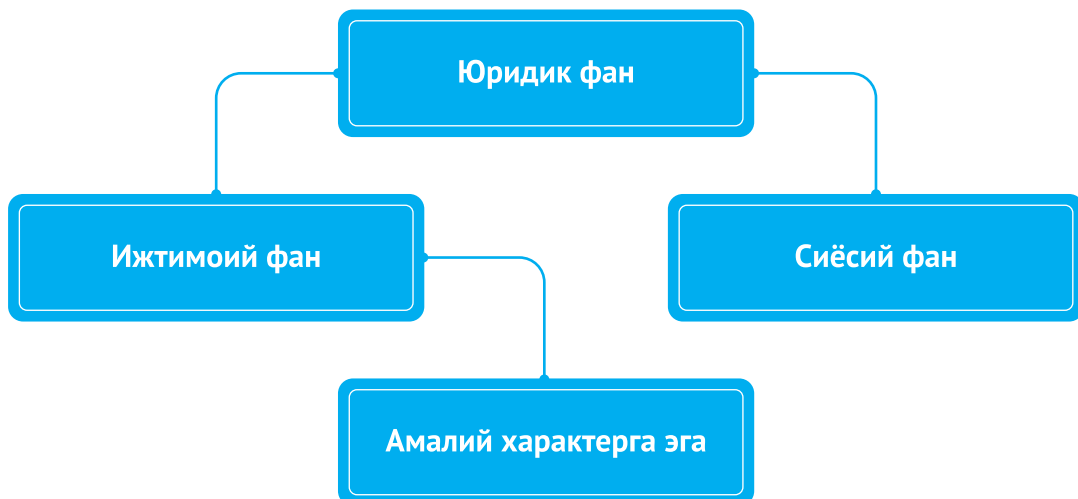 Юридик фан
Ижтимоий фан
Сиёсий фан
Амалий характерга эга